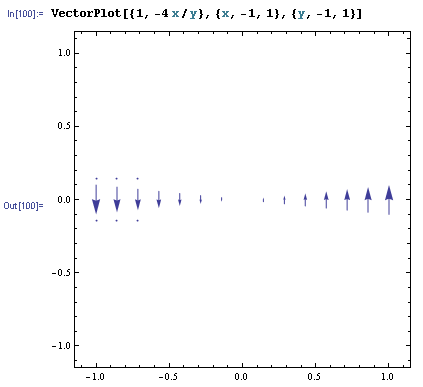 In[100]:= VectorPlot[{1, -4 x / y}, {x, -1, 1}, {y, -1, 1}]
1.0
0.5
Out[100]= 0.0
-0.5
-1.0
-1.0 -0.5 0.0 0.5 1.0